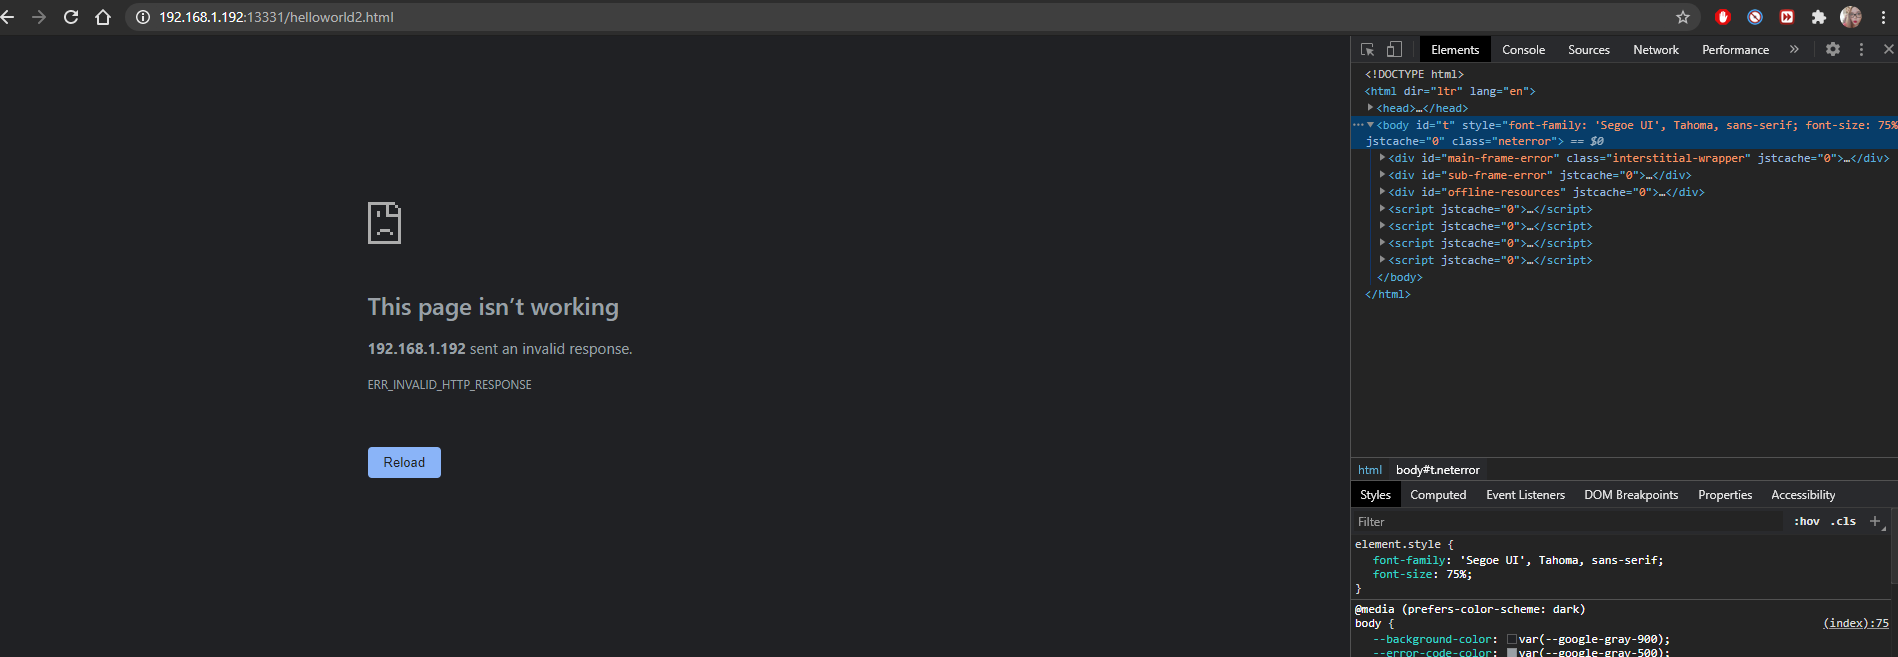 192.168.1.192:13331/helloworld2.html
This page isn't working
192.168.1.192 sent an invalid response.
ERR_INVALID_HTTP_RESPONSE
Reload
Elements Console Sources Network Performance »
<!DOCTYPE html>
<html dir="ltr" lang="en">
<head>…</head>
<body id="t" style="font-family: 'Segoe UI', Tahoma, sans-serif; font-size: 75%
jstcache="0" class="neterror"> == $0
<div id="main-frame-error" class="interstitial-wrapper" jstcache="0">…</div>
<div id="sub-frame-error" jstcache="0">…</div>
<div id="offline-resources" jstcache="0">…</div>
<script jstcache="0">…</script>
<script jstcache="0">…</script>
<script jstcache="0">…</script>
<script jstcache="0">…</script>
</body>
</html>
html body#t.neterror
Styles Computed Event Listeners DOM Breakpoints Properties Accessibility
Filter :hov .cls +
element.style {
font-family: 'Segoe UI', Tahoma, sans-serif;
font-size: 75%;
}
@media (prefers-color-scheme: dark)
body { (index):75
--background-color: var(--google-gray-900);
--error-code-color: var(--google-gray-500);